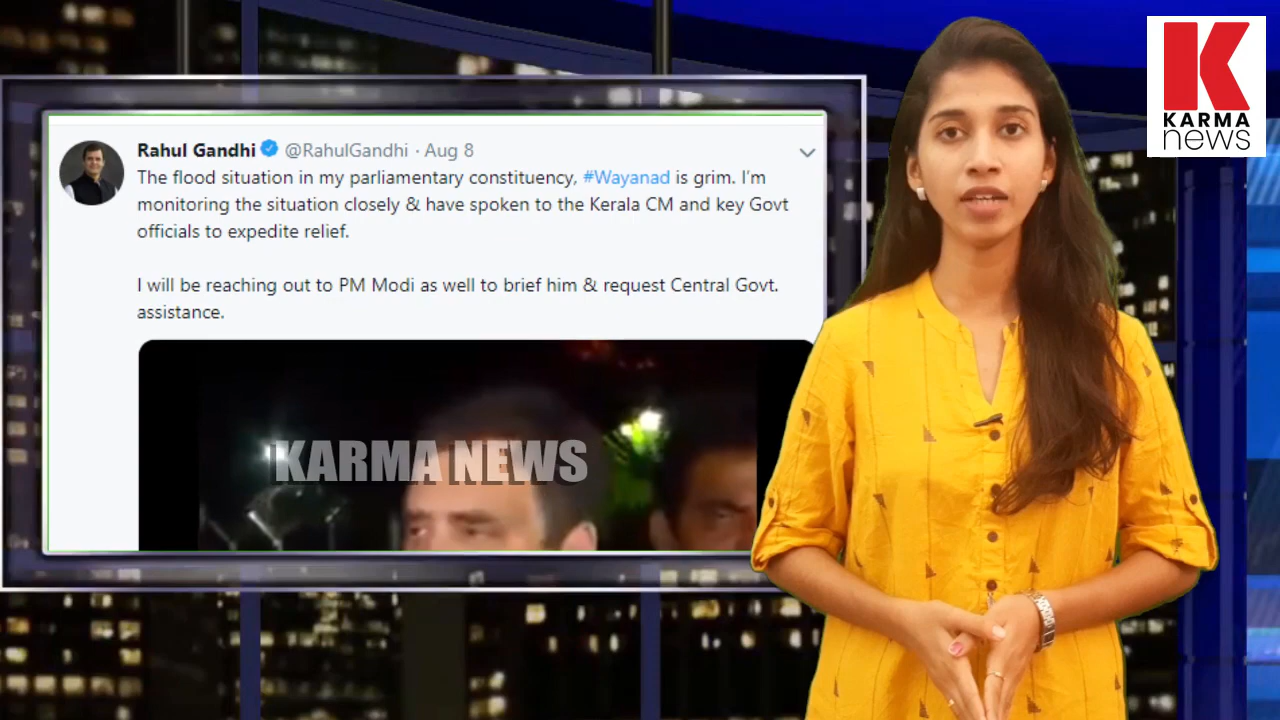 Rahul Gandhi @RahulGandhi · Aug 8
The flood situation in my parliamentary constituency, #Wayanad is grim. I'm
monitoring the situation closely & have spoken to the Kerala CM and key Govt
officials to expedite relief.
I will be reaching out to PM Modi as well to brief him & request Central Govt.
assistance.
KARMA NEWS
K
KARMA
news